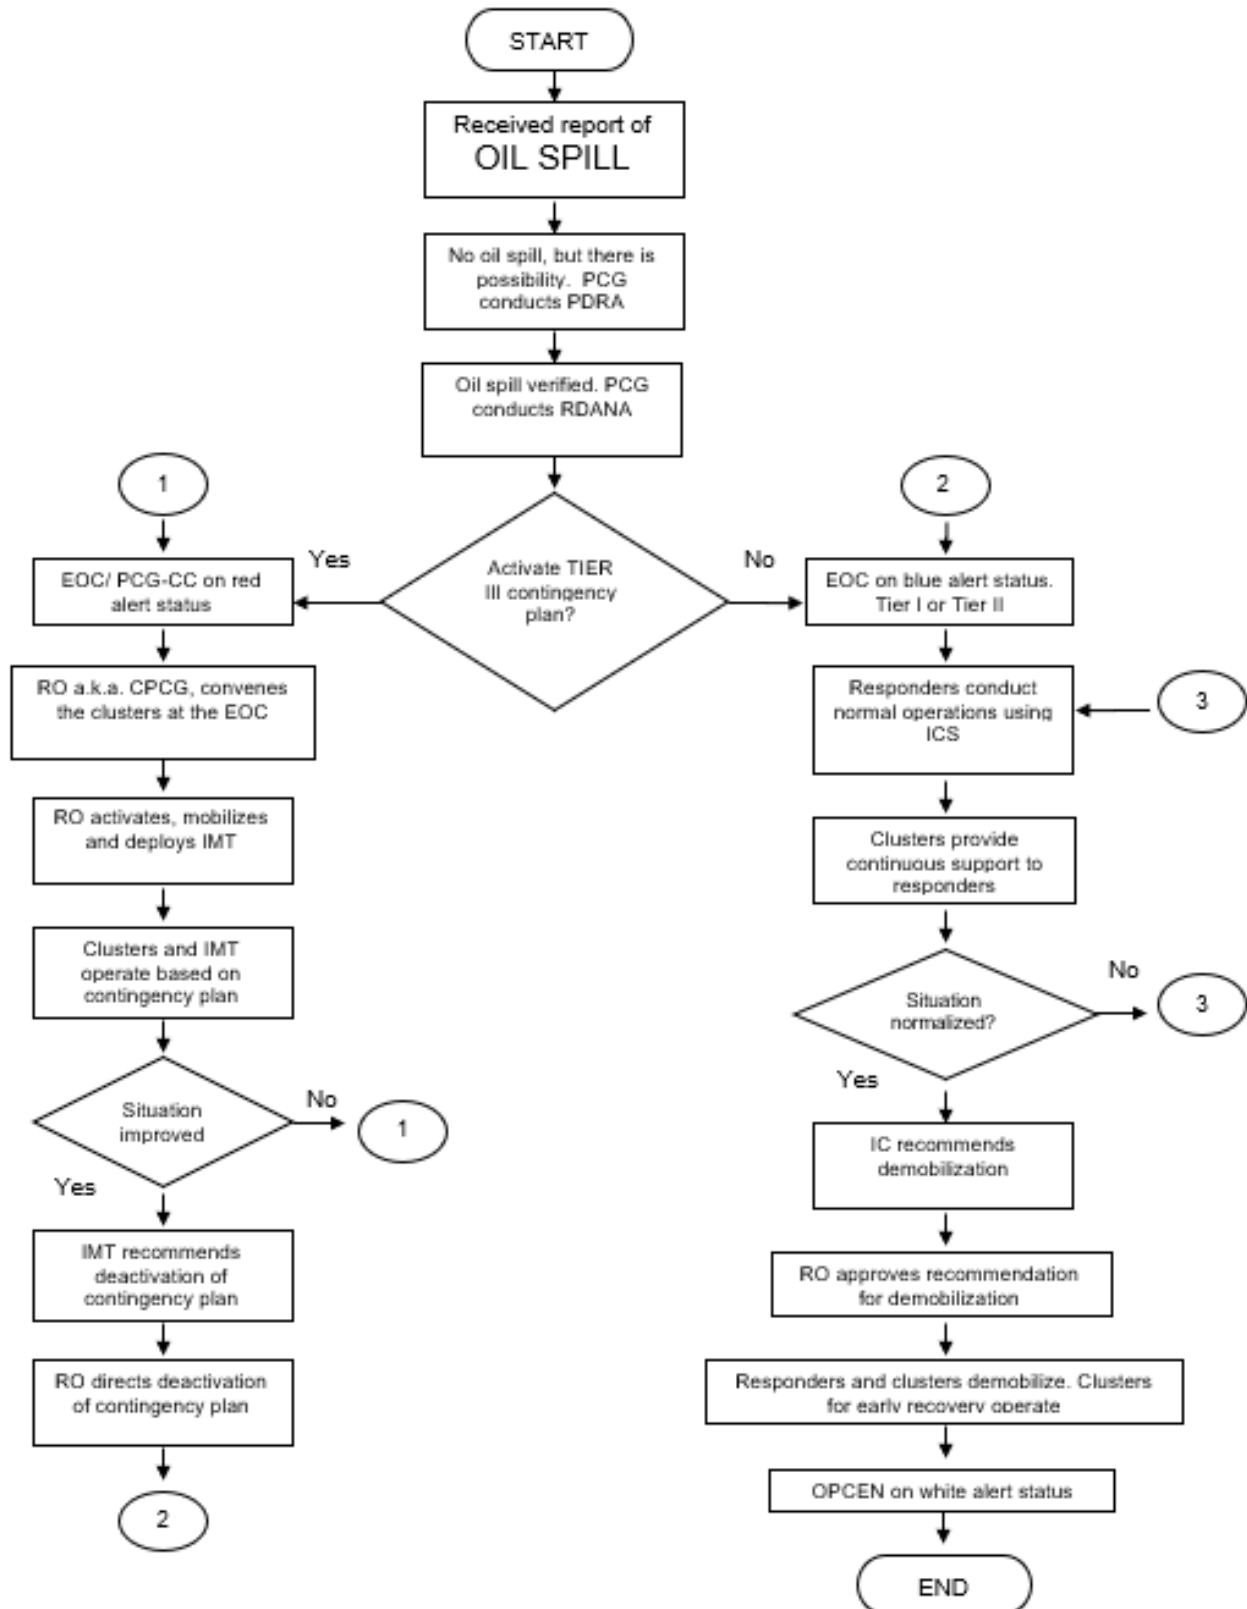 START
Received report of
OIL SPILL
No oil spill, but there is
possibility. PCG
conducts PDRA
Oil spill verified. PCG
conducts RDANA
Activate TIER
III contingency
plan?
Yes
No
1
EOC/ PCG-CC on red
alert status
RO a.k.a. CPCG, convenes
the clusters at the EOC
RO activates, mobilizes
and deploys IMT
Clusters and IMT
operate based on
contingency plan
Situation
improved
No
1
Yes
IMT recommends
deactivation of
contingency plan
RO directs deactivation
of contingency plan
2
2
EOC on blue alert status.
Tier I or Tier II
Responders conduct
normal operations using
ICS
3
Clusters provide
continuous support to
responders
Situation
normalized?
No
3
Yes
IC recommends
demobilization
RO approves recommendation
for demobilization
Responders and clusters demobilize. Clusters
for early recovery operate
OPCEN on white alert status
END